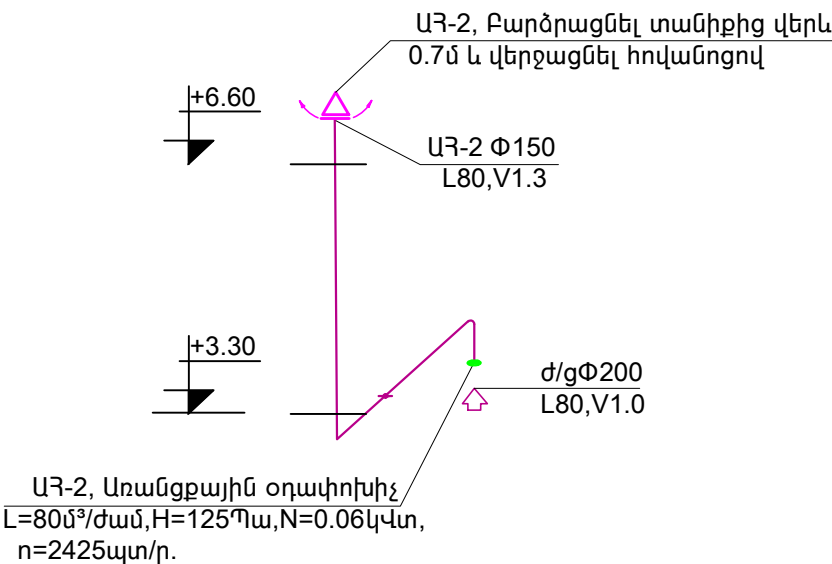 ԱՅ-2, Բարձրացնել տանիքից վերև
0.7մ և վերջացնել հովանոցով
+6.60
ԱՅ-2 Φ150
L80,V1.3
+3.30
ժ/gΦ200
L80,V1.0
ԱՅ-2, Առանցքային օդափոխիչ
L=80մ³/ժամ,H=125Պա,N=0.06կՎտ,
n=2425պտ/ր.